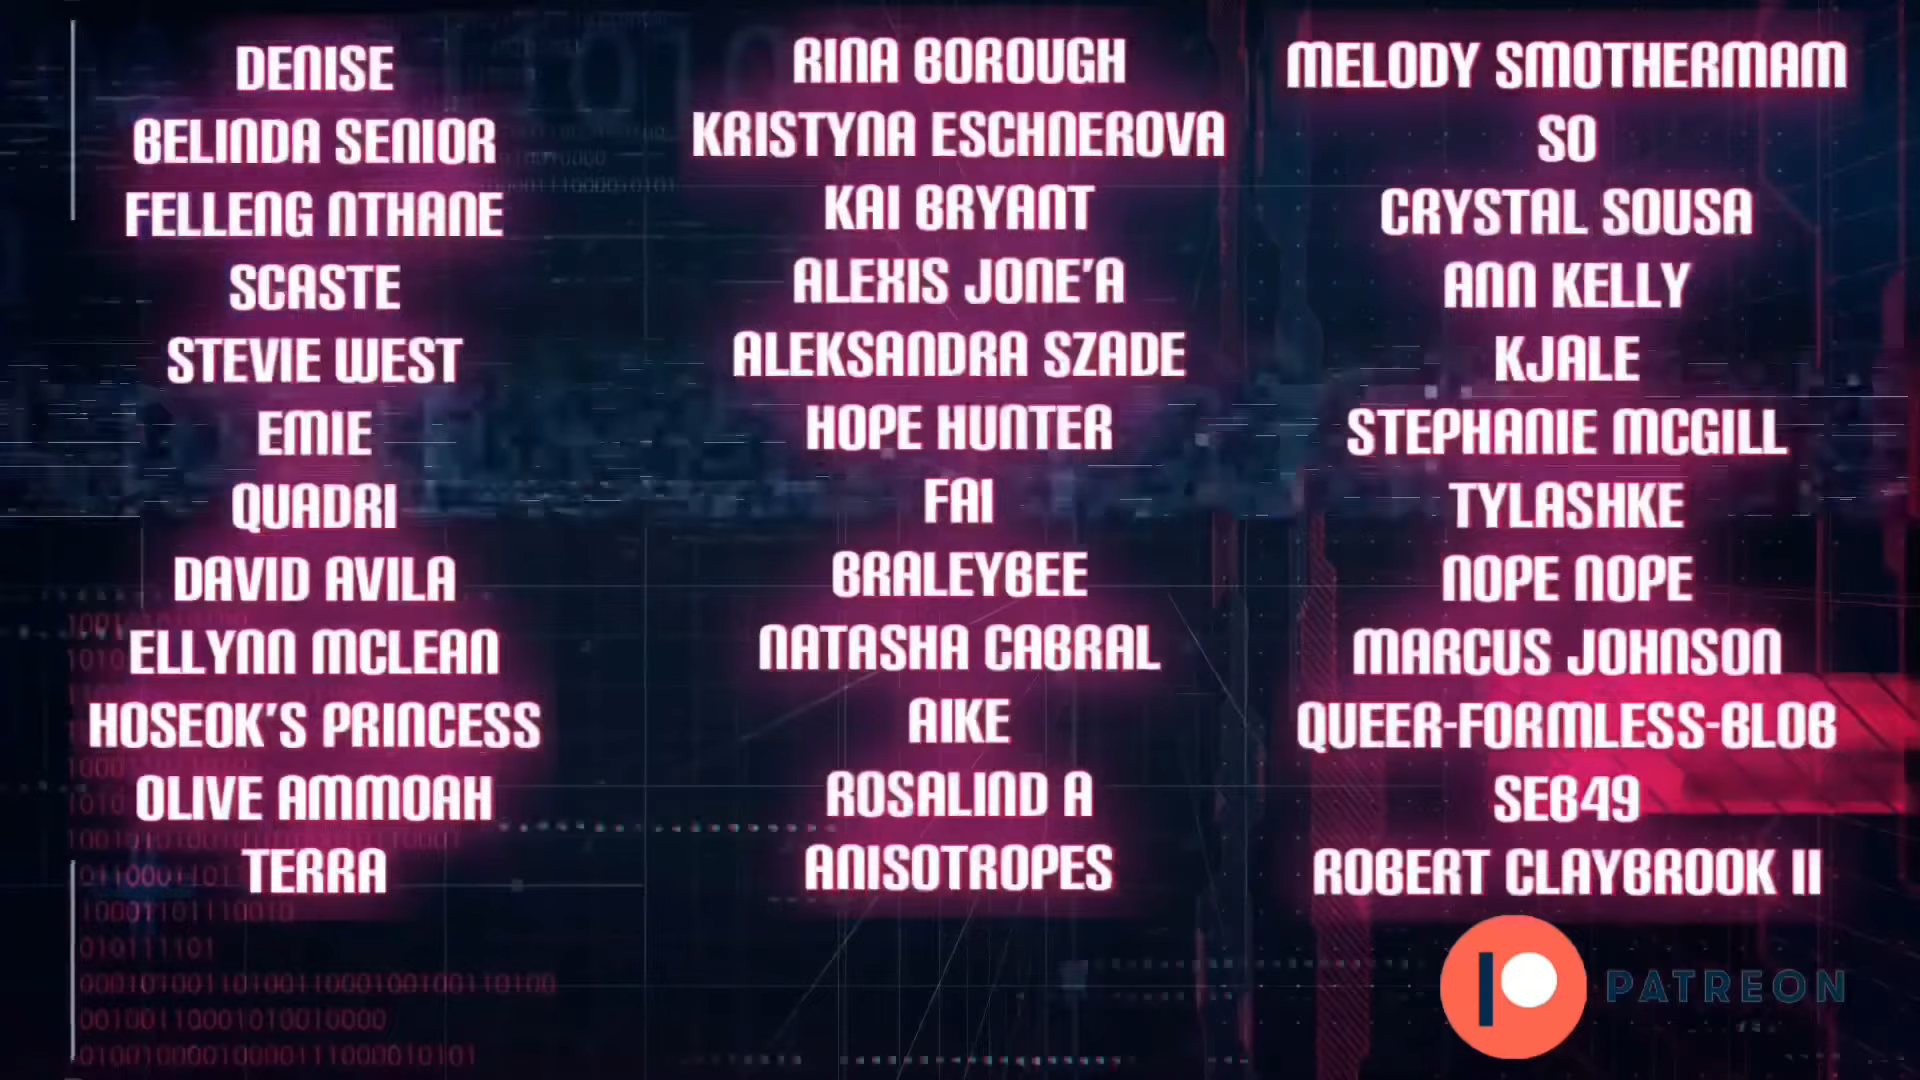 DENISE
BELINDA SENIOR
FELLENG NTHANE
SCASTE
STEVIE WEST
EMIE
QUADRI
DAVID AVILA
ELLYNN MCLEAN
HOSEOK'S PRINCESS
OLIVE AMMOAH
TERRA
RINA BOROUGH
KRISTYNA ESCHNEROVA
KAI BRYANT
ALEXIS JONE'A
ALEKSANDRA SZADE
HOPE HUNTER
FAI
BRALEYBEE
NATASHA CABRAL
AIKE
ROSALIND A
ANISOTROPES
MELODY SMOTHERMAM
SO
CRYSTAL SOUSA
ANN KELLY
KJALE
STEPHANIE MCGILL
TYLASHKE
NOPE NOPE
MARCUS JOHNSON
QUEER-FORMLESS-BLOB
SEB49
ROBERT CLAYBROOK II
PATREON